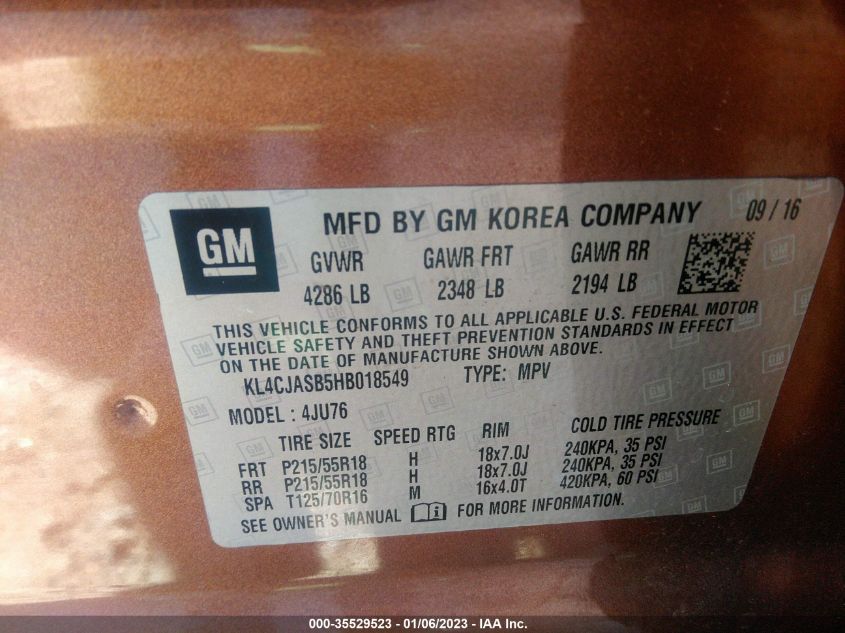 GM
MFD BY GM KOREA COMPANY 09 / 16
GVWR GAWR FRT GAWR RR
4286 LB 2348 LB 2194 LB
THIS VEHICLE CONFORMS TO ALL APPLICABLE U.S. FEDERAL MOTOR
VEHICLE SAFETY AND THEFT PREVENTION STANDARDS IN EFFECT
ON THE DATE OF MANUFACTURE SHOWN ABOVE.
KL4CJASB5HB018549 TYPE: MPV
MODEL : 4JU76
TIRE SIZE SPEED RTG RIM COLD TIRE PRESSURE
FRT P215/55R18 H 18x7.0J 240KPA, 35 PSI
RR P215/55R18 H 18x7.0J 240KPA, 35 PSI
SPA T125/70R16 M 16x4.0T 420KPA, 60 PSI
SEE OWNER'S MANUAL FOR MORE INFORMATION.
000-35529523 - 01/06/2023 - IAA Inc.